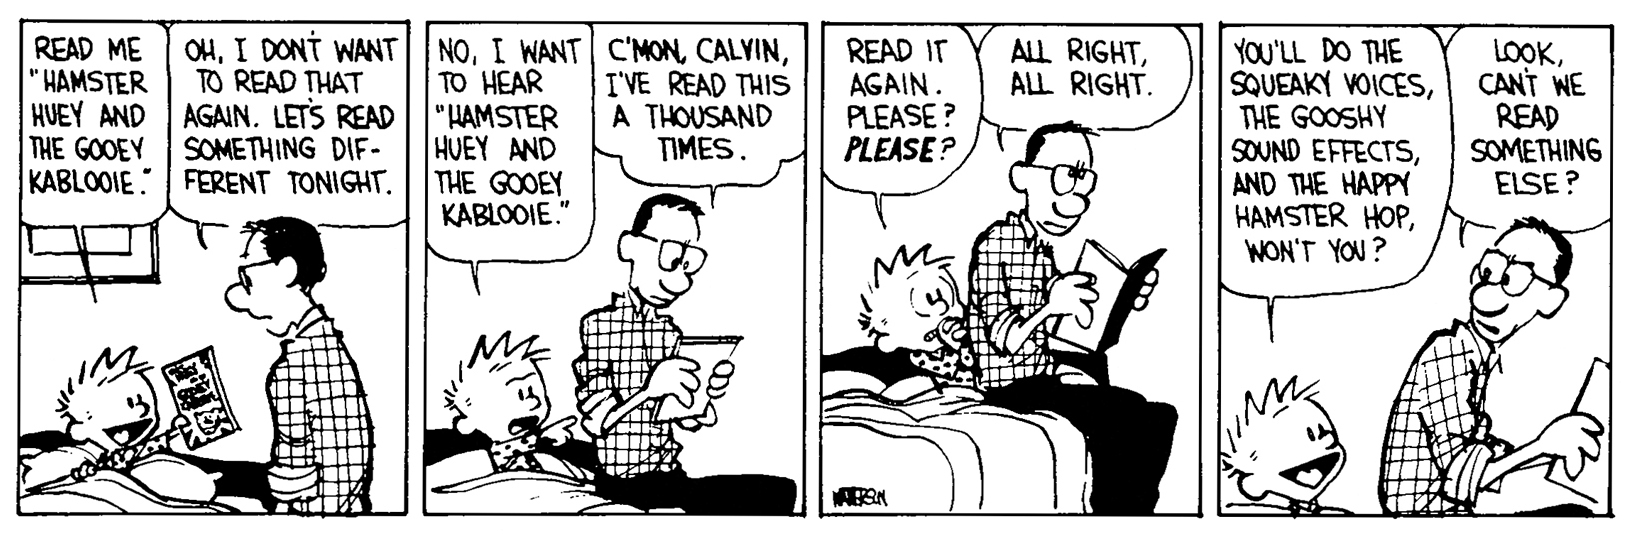 READ ME
"HAMSTER
HUEY AND
THE GOOEY
KABLOOIE."
OH, I DON'T WANT
TO READ THAT
AGAIN. LET'S READ
SOMETHING DIF-
FERENT TONIGHT.
NO, I WANT
TO HEAR
"HAMSTER
HUEY AND
THE GOOEY
KABLOOIE."
C'MON, CALVIN,
I'VE READ THIS
A THOUSAND
TIMES.
READ IT
AGAIN.
PLEASE?
PLEASE?
ALL RIGHT,
ALL RIGHT.
WATTERSON
YOU'LL DO THE
SQUEAKY VOICES,
THE GOOSHY
SOUND EFFECTS,
AND THE HAPPY
HAMSTER HOP,
WON'T YOU?
LOOK,
CAN'T WE
READ
SOMETHING
ELSE?